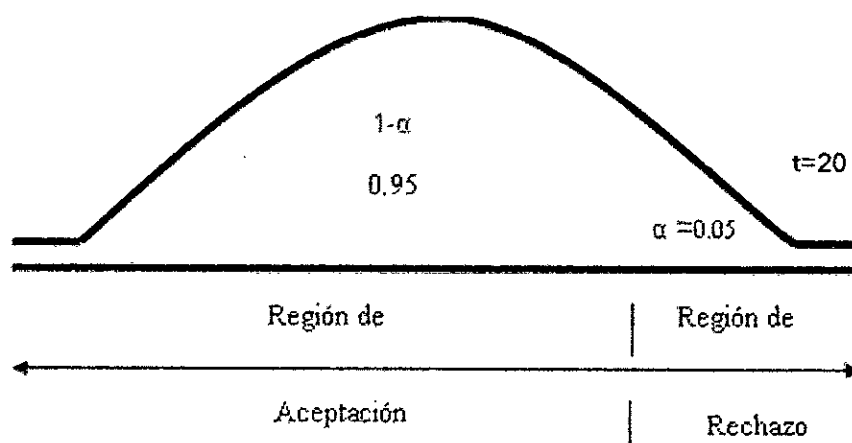 1-α
0.95
t=20
α =0.05
Región de | Región de
Aceptación | Rechazo